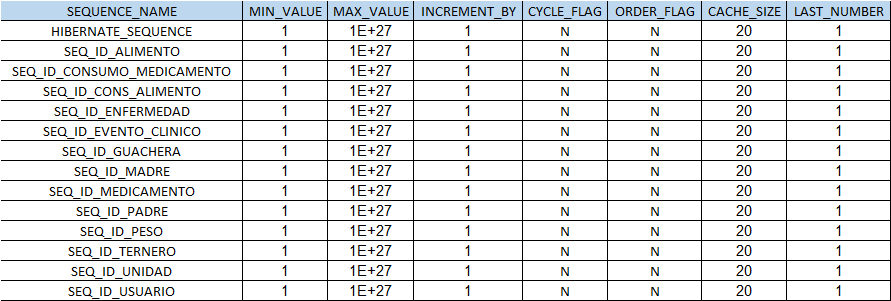 SEQUENCE_NAME MIN_VALUE MAX_VALUE INCREMENT_BY CYCLE_FLAG ORDER_FLAG CACHE_SIZE LAST_NUMBER
HIBERNATE_SEQUENCE 1 1E+27 1 N N 20 1
SEQ_ID_ALIMENTO 1 1E+27 1 N N 20 1
SEQ_ID_CONSUMO_MEDICAMENTO 1 1E+27 1 N N 20 1
SEQ_ID_CONS_ALIMENTO 1 1E+27 1 N N 20 1
SEQ_ID_ENFERMEDAD 1 1E+27 1 N N 20 1
SEQ_ID_EVENTO_CLINICO 1 1E+27 1 N N 20 1
SEQ_ID_GUACHERA 1 1E+27 1 N N 20 1
SEQ_ID_MADRE 1 1E+27 1 N N 20 1
SEQ_ID_MEDICAMENTO 1 1E+27 1 N N 20 1
SEQ_ID_PADRE 1 1E+27 1 N N 20 1
SEQ_ID_PESO 1 1E+27 1 N N 20 1
SEQ_ID_TERNERO 1 1E+27 1 N N 20 1
SEQ_ID_UNIDAD 1 1E+27 1 N N 20 1
SEQ_ID_USUARIO 1 1E+27 1 N N 20 1